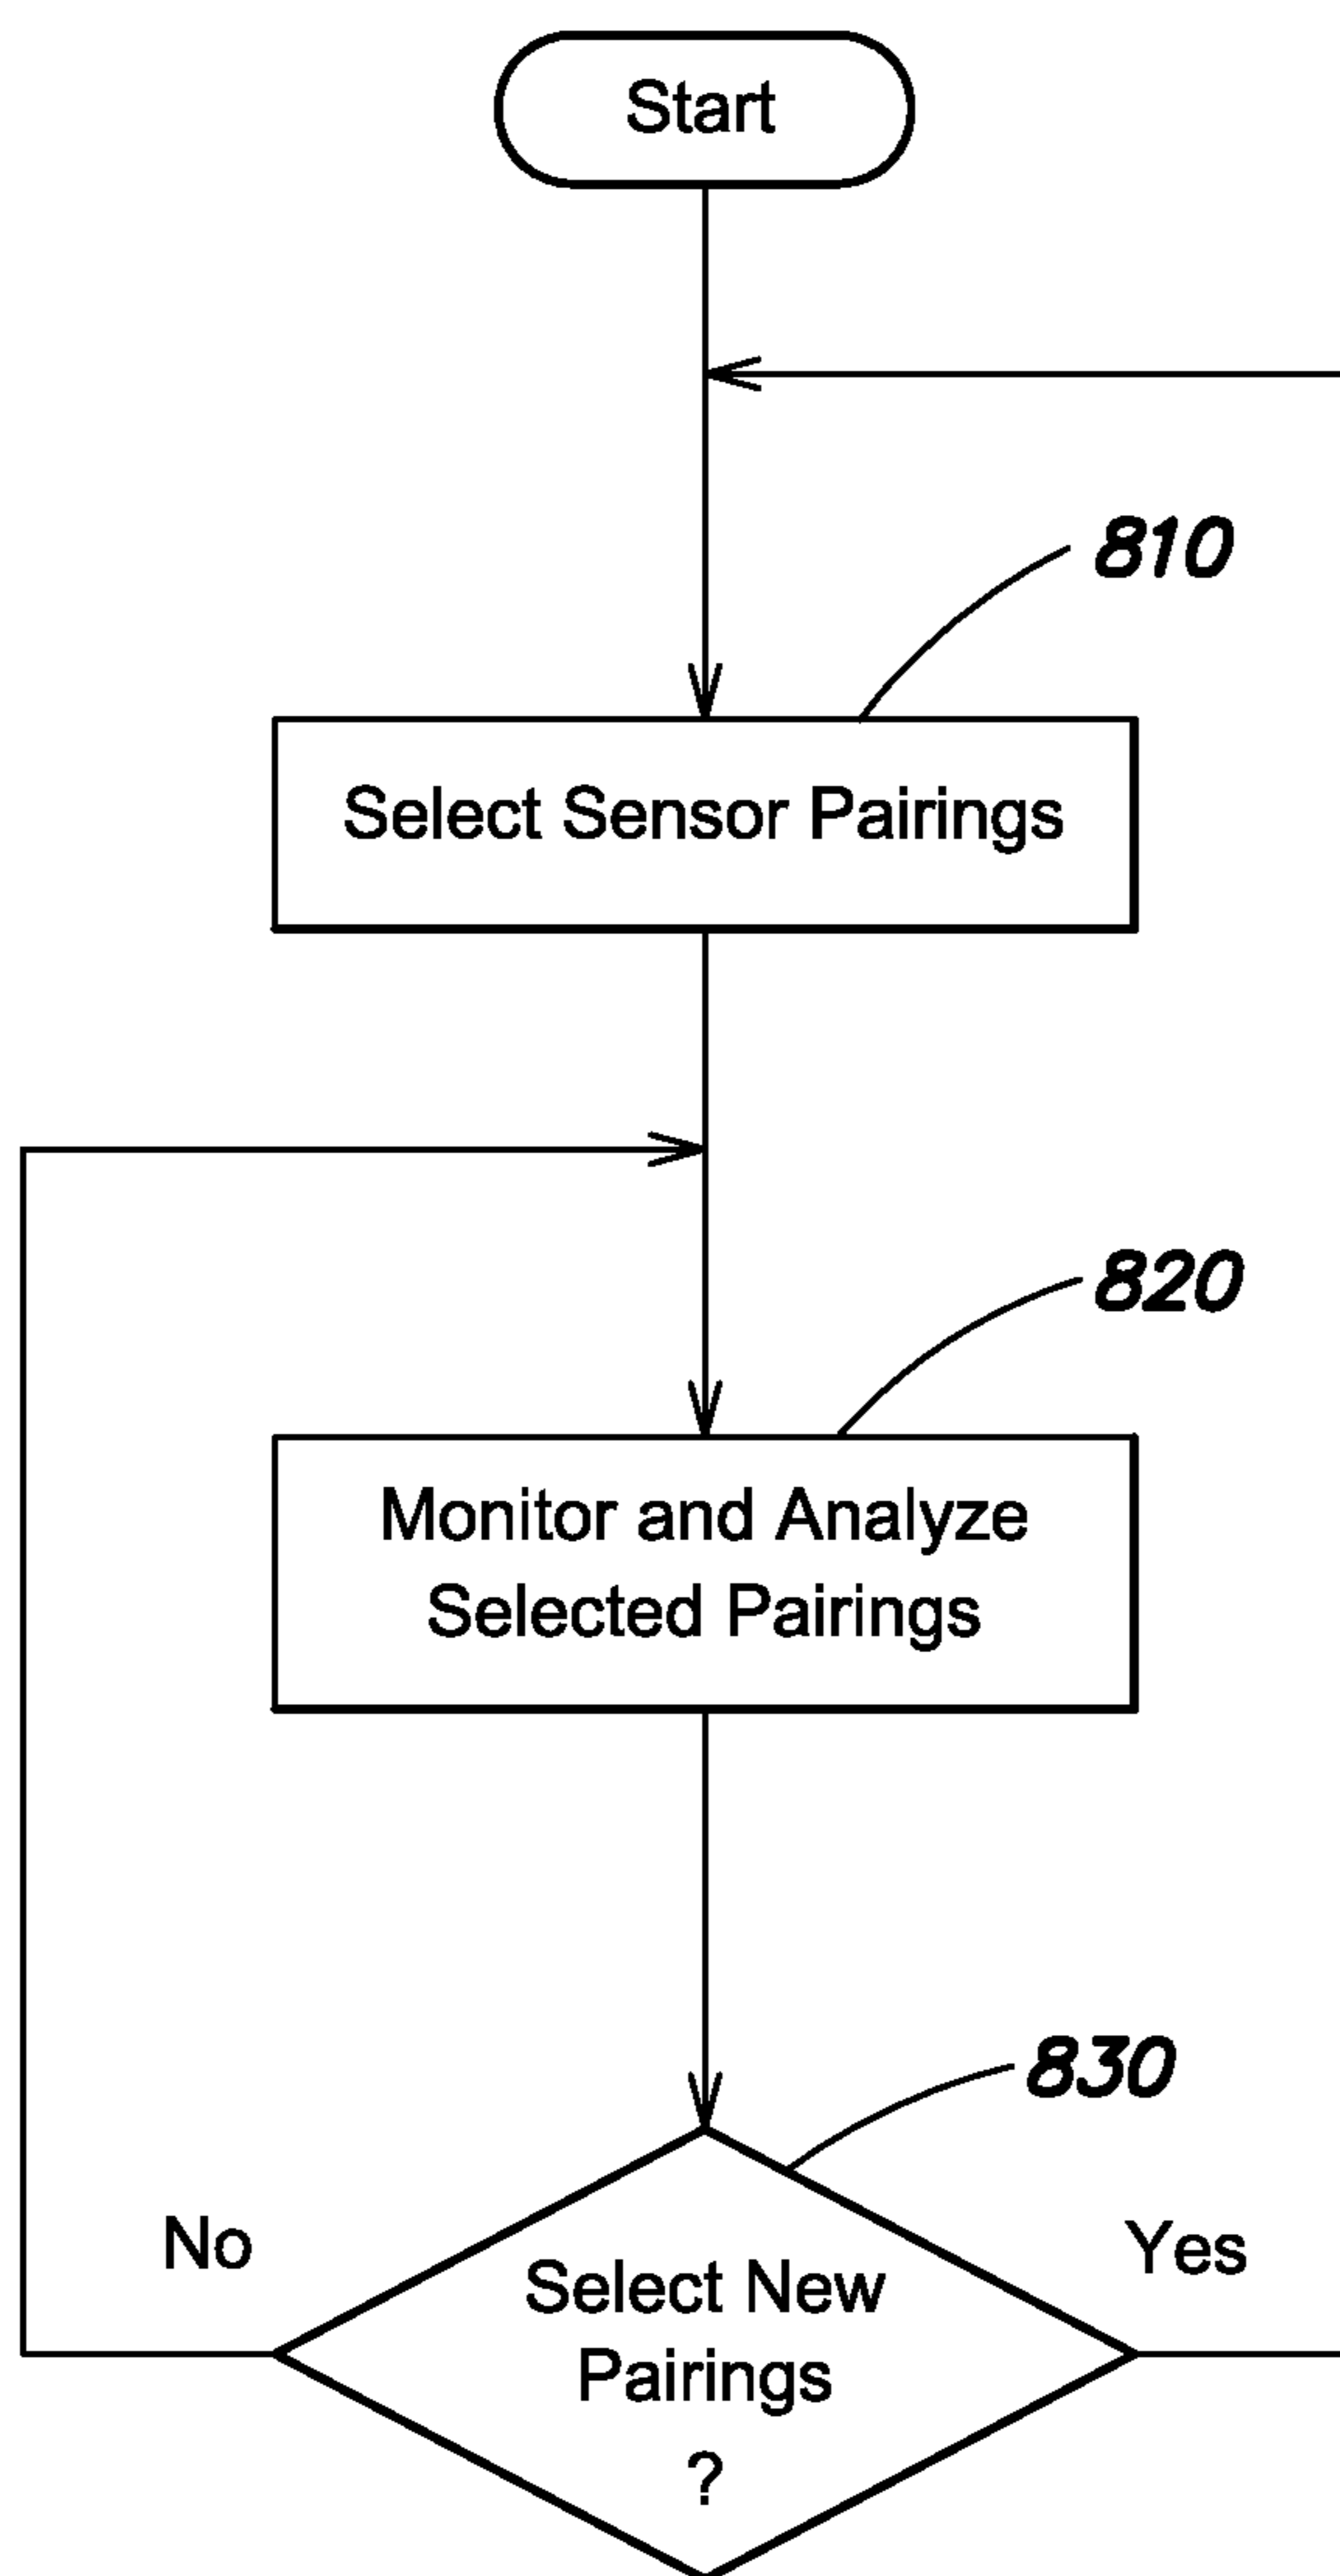 Start
810
Select Sensor Pairings
820
Monitor and Analyze
Selected Pairings
830
No
Yes
Select New
Pairings
?